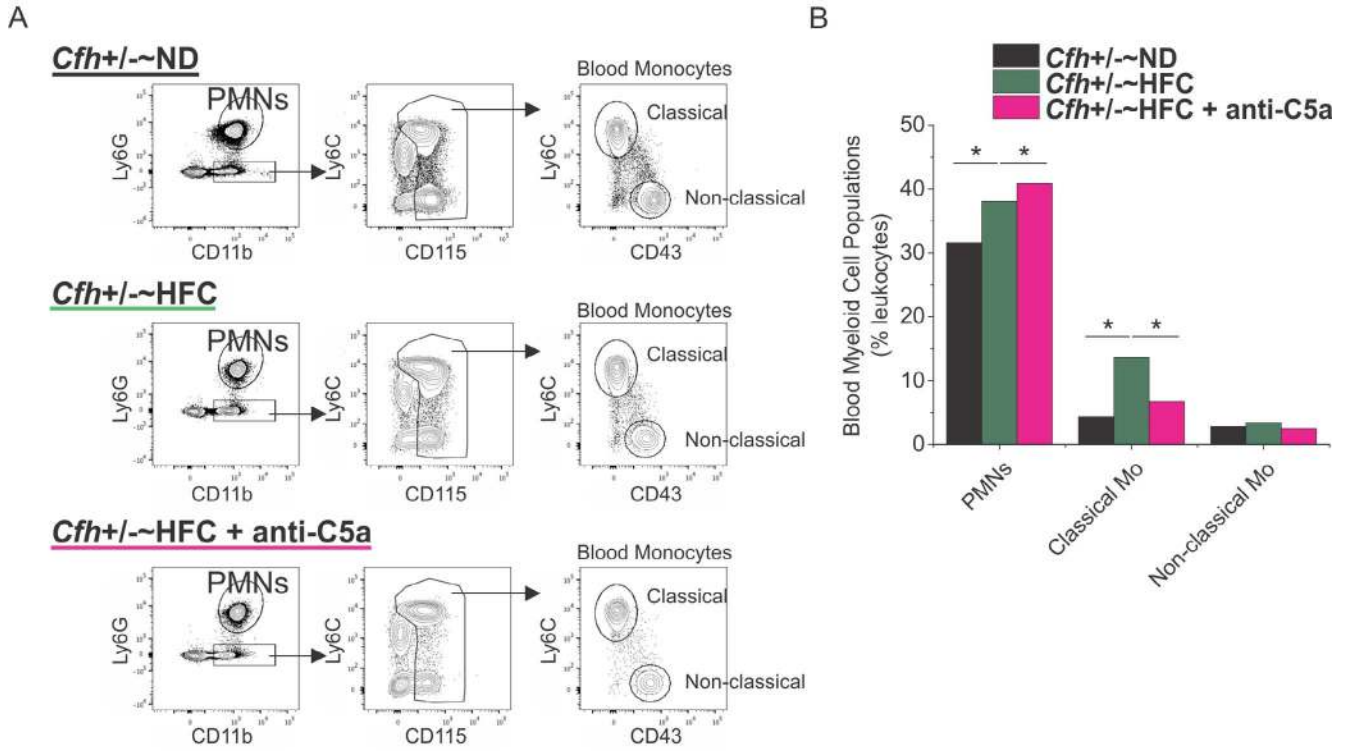 A
Cfh+/-~ND
PMNs
Ly6G
CD11b
Ly6C
CD115
Blood Monocytes
Classical
Non-classical
Ly6C
CD43
Cfh+/-~HFC
PMNs
Ly6G
CD11b
Ly6C
CD115
Blood Monocytes
Classical
Non-classical
Ly6C
CD43
Cfh+/-~HFC + anti-C5a
PMNs
Ly6G
CD11b
Ly6C
CD115
Blood Monocytes
Classical
Non-classical
Ly6C
CD43
B
Cfh+/-~ND
Cfh+/-~HFC
Cfh+/-~HFC + anti-C5a
Blood Myeloid Cell Populations
(% leukocytes)
50
40
30
20
10
0
* *
* *
PMNs
Classical Mo
Non-classical Mo